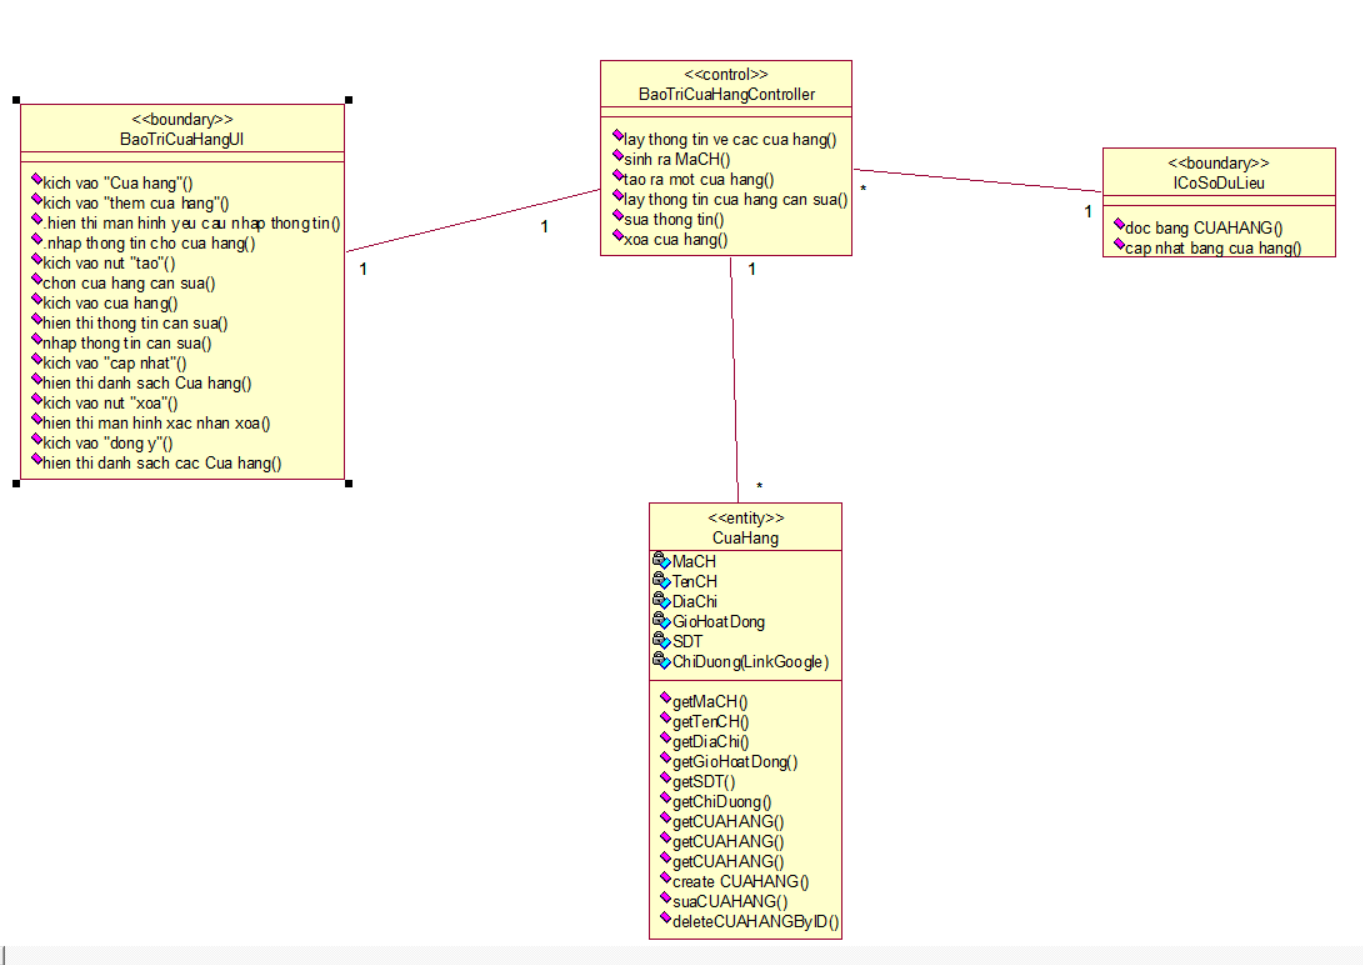 <<boundary>>
BaoTriCuaHangUI
kich vao "Cua hang"()
kich vao "them cua hang"()
.hien thi man hinh yeu cau nhap thong tin()
.nhap thong tin cho cua hang()
kich vao nut "tao"()
chon cua hang can sua()
kich vao cua hang()
hien thi thong tin can sua()
nhap thong tin can sua()
kich vao "cap nhat"()
hien thi danh sach Cua hang()
kich vao nut "xoa"()
hien thi man hinh xac nhan xoa()
kich vao "dong y"()
hien thi danh sach cac Cua hang()
1
1
<<control>>
BaoTriCuaHangController
lay thong tin ve cac cua hang()
sinh ra MaCH()
tao ra mot cua hang()
lay thong tin cua hang can sua()
sua thong tin()
xoa cua hang()
*
1
<<boundary>>
ICoSoDuLieu
doc bang CUAHANG()
cap nhat bang cua hang()
1
*
<<entity>>
CuaHang
MaCH
TenCH
DiaChi
GioHoatDong
SDT
ChiDuong(LinkGoogle)
getMaCH()
getTenCH()
getDiaChi()
getGioHoatDong()
getSDT()
getChiDuong()
getCUAHANG()
getCUAHANG()
getCUAHANG()
create CUAHANG()
suaCUAHANG()
deleteCUAHANGByID()